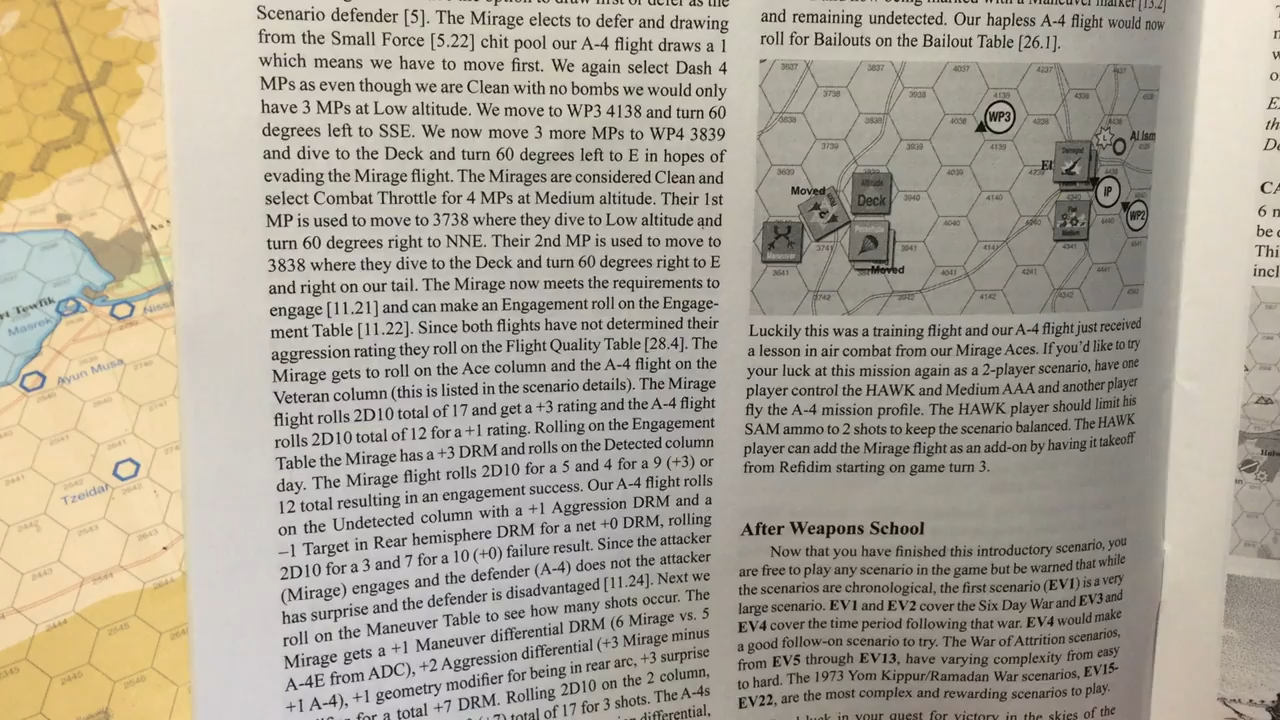 Scenario defender [5]. The Mirage elects to defer and drawing
from the Small Force [5.22] chit pool our A-4 flight draws a 1
which means we have to move first. We again select Dash 4
MPs as even though we are Clean with no bombs we would only
have 3 MPs at Low altitude. We move to WP3 4138 and turn 60
degrees left to SSE. We now move 3 more MPs to WP4 3839
and dive to the Deck and turn 60 degrees left to E in hopes of
evading the Mirage flight. The Mirages are considered Clean and
select Combat Throttle for 4 MPs at Medium altitude. Their 1st
MP is used to move to 3738 where they dive to Low altitude and
turn 60 degrees right to NNE. Their 2nd MP is used to move to
3838 where they dive to the Deck and turn 60 degrees right to E
and right on our tail. The Mirage now meets the requirements to
engage [11.21] and can make an Engagement roll on the Engage-
ment Table [11.22]. Since both flights have not determined their
aggression rating they roll on the Flight Quality Table [28.4]. The
Mirage gets to roll on the Ace column and the A-4 flight on the
Veteran column (this is listed in the scenario details). The Mirage
flight rolls 2D10 total of 17 and get a +3 rating and the A-4 flight
rolls 2D10 total of 12 for a +1 rating. Rolling on the Engagement
Table the Mirage has a +3 DRM and rolls on the Detected column
day. The Mirage flight rolls 2D10 for a 5 and 4 for a 9 (+3) or
12 total resulting in an engagement success. Our A-4 flight rolls
on the Undetected column with a +1 Aggression DRM and a
–1 Target in Rear hemisphere DRM for a net +0 DRM, rolling
2D10 for a 3 and 7 for a 10 (+0) failure result. Since the attacker
(Mirage) engages and the defender (A-4) does not the attacker
has surprise and the defender is disadvantaged [11.24]. Next we
roll on the Maneuver Table to see how many shots occur. The
Mirage gets a +1 Maneuver differential DRM (6 Mirage vs. 5
A-4E from ADC), +2 Aggression differential (+3 Mirage minus
+1 A-4), +1 geometry modifier for being in rear arc, +3 surprise
for a total +7 DRM. Rolling 2D10 on the 2 column,
total of 17 for 3 shots. The A-4s
differential,
and remaining undetected. Our hapless A-4 flight would now
roll for Bailouts on the Bailout Table [26.1].
WP3
Al Ism
Damaged
El
IP
WP2
Moved
Altitude
Deck
Maneuver
Moved
Luckily this was a training flight and our A-4 flight just received
a lesson in air combat from our Mirage Aces. If you'd like to try
your luck at this mission again as a 2-player scenario, have one
player control the HAWK and Medium AAA and another player
fly the A-4 mission profile. The HAWK player should limit his
SAM ammo to 2 shots to keep the scenario balanced. The HAWK
player can add the Mirage flight as an add-on by having it takeoff
from Refidim starting on game turn 3.
After Weapons School
Now that you have finished this introductory scenario, you
are free to play any scenario in the game but be warned that while
the scenarios are chronological, the first scenario (EV1) is a very
large scenario. EV1 and EV2 cover the Six Day War and EV3 and
EV4 cover the time period following that war. EV4 would make
a good follow-on scenario to try. The War of Attrition scenarios,
from EV5 through EV13, have varying complexity from easy
to hard. The 1973 Yom Kippur/Ramadan War scenarios, EV15-
EV22, are the most complex and rewarding scenarios to play.
luck in your quest for victory in the skies of the
Towfik
Masrek
Ayun Musa
Tzeidar